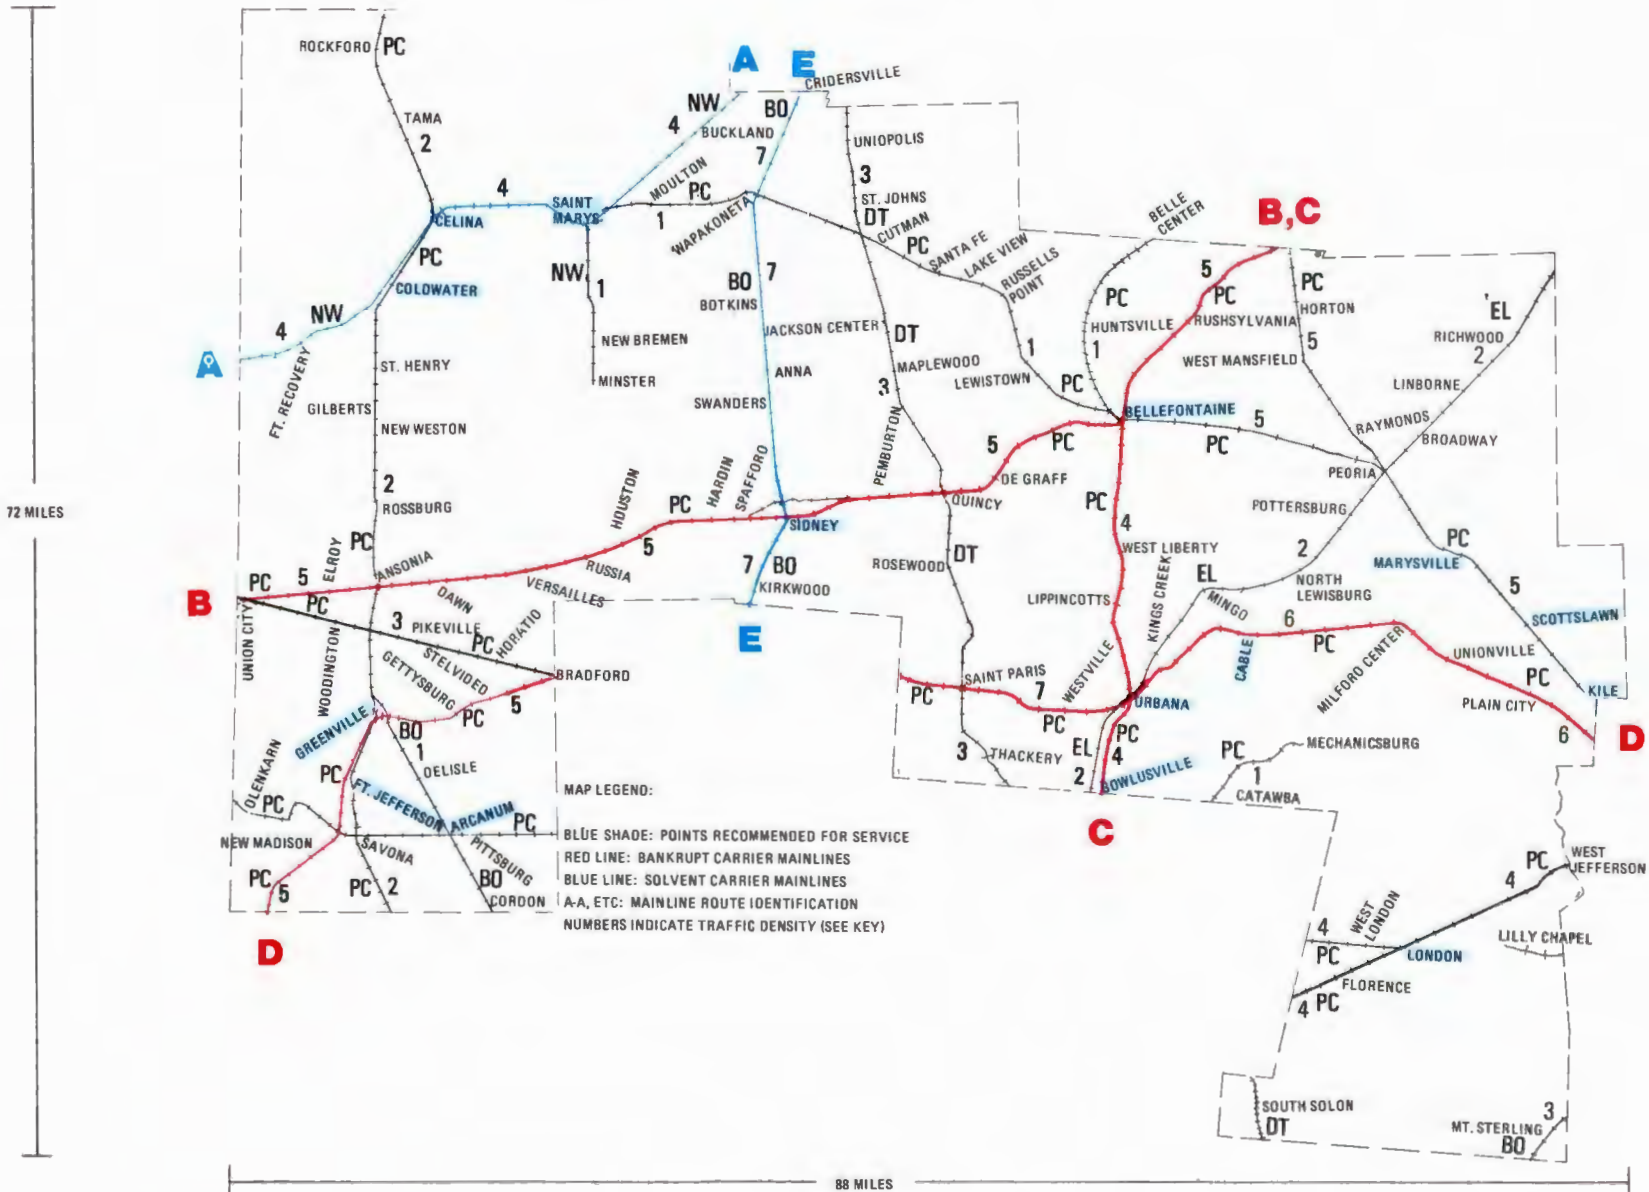 ROCKFORD
PC
TAMA
2
A
E
CRIDERSVILLE
NW
4
BO
BUCKLAND
7
UNIOPOLIS
3
ST. JOHNS
DT
CUTMAN
4
SAINT
MARYS
CELINA
PC
COLDWATER
MOULTON
PC
1
WAPAKONETA
NW
1
NEW BREMEN
MINSTER
BO
7
BOTKINS
JACKSON CENTER
ANNA
SWANDERS
PC
SANTA FE
LAKE VIEW
RUSSELLS
POINT
DT
MAPLEWOOD
3
1
LEWISTOWN
PC
BELLE
CENTER
PC
HUNTSVILLE
1
B,C
5
PC
RUSHSYLVANIA
PC
HORTON
5
WEST MANSFIELD
'EL
RICHWOOD
2
LINBORNE
RAYMONDS
BROADWAY
A
4
NW
FT. RECOVERY
ST. HENRY
GILBERTS
NEW WESTON
2
ROSSBURG
PC
ANSONIA
BELLEFONTAINE
5
PC
PEORIA
POTTERSBURG
2
PC
MARYSVILLE
5
SCOTTSLAWN
72 MILES
5
PC
DE GRAFF
PEMBURTON
QUINCY
PC
HARDIN
SPAFFORD
HOUSTON
5
RUSSIA
SIDNEY
7
BO
KIRKWOOD
E
ROSEWOOD
DT
PC
4
WEST LIBERTY
LIPPINCOTTS
KINGS CREEK
EL
MINGO
NORTH
LEWISBURG
6
PC
CABLE
MILFORD CENTER
UNIONVILLE
PC
KILE
PLAIN CITY
6
D
B
PC
5
ELROY
PC
UNION CITY
DAWN
VERSAILLES
3
PIKEVILLE
PC
HORATIO
STELVIDEO
GETTYSBURG
WOODINGTON
BRADFORD
5
PC
GREENVILLE
BO
1
OELISLE
PC
SAINT PARIS
7
PC
WESTVILLE
URBANA
PC
EL
4
2
BOWLUSVILLE
C
3
THACKERY
PC
1
MECHANICSBURG
CATAWBA
OLENKARN
PC
PC
FT. JEFFERSON
ARCANUM
PC
NEW MADISON
SAVONA
PITTSBURG
PC
5
PC
2
BO
CORDON
D
MAP LEGEND:
BLUE SHADE: POINTS RECOMMENDED FOR SERVICE
RED LINE: BANKRUPT CARRIER MAINLINES
BLUE LINE: SOLVENT CARRIER MAINLINES
A-A, ETC: MAINLINE ROUTE IDENTIFICATION
NUMBERS INDICATE TRAFFIC DENSITY (SEE KEY)
PC
WEST
JEFFERSON
4
WEST
LONDON
4
PC
LONDON
LILLY CHAPEL
FLORENCE
4 PC
SOUTH SOLON
DT
3
MT. STERLING
BO
88 MILES